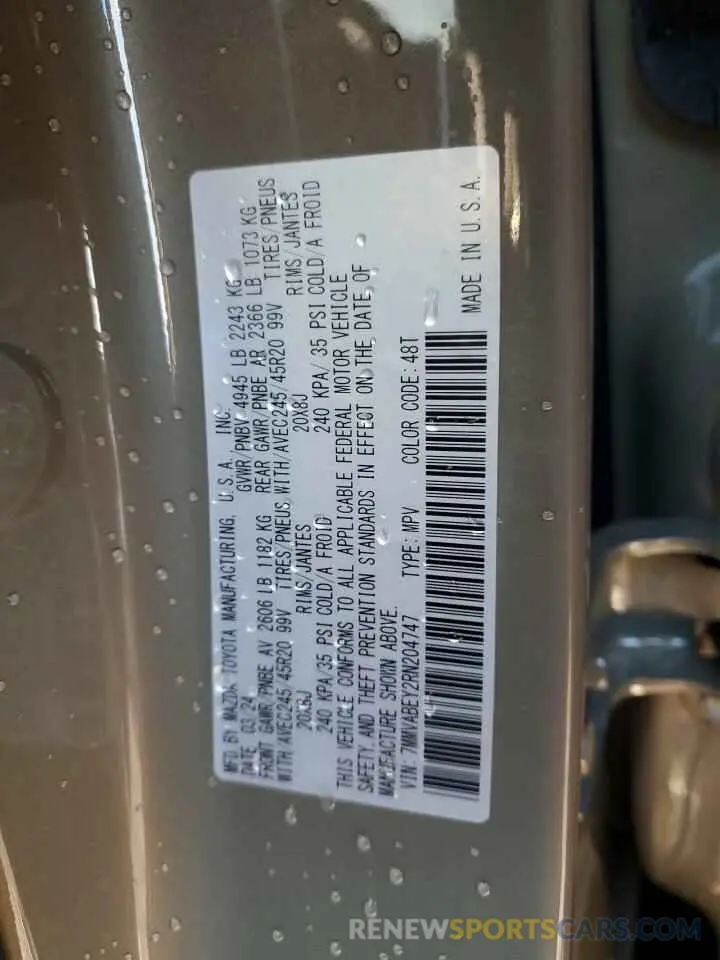 MFD BY MAZDA TOYOTA MANUFACTURING, U.S.A. INC.
DATE 03 24 GVWR/PNBV 4945 LB 2243 KG
FRONT GAWR/PNBE AV 2606 LB 1182 KG REAR GAWR/PNBE AR 2366 LB 1073 KG
WITH AVEC245 45R20 99V TIRES/PNEUS WITH/AVEC245/45R20 99V TIRES/PNEUS
20X8J RIMS/JANTES 20X8J RIMS/JANTES
240 KPA/35 PSI COLD/A FROID 240 KPA/ 35 PSI COLD/A FROID
THIS VEHICLE CONFORMS TO ALL APPLICABLE FEDERAL MOTOR VEHICLE
SAFETY AND THEFT PREVENTION STANDARDS IN EFFECT ON THE DATE OF
MANUFACTURE SHOWN ABOVE.
VIN: 7MMVABEY2RN204747 TYPE: MPV COLOR CODE: 48T
MADE IN U.S.A.
RENEWSPORTSCARS.COM